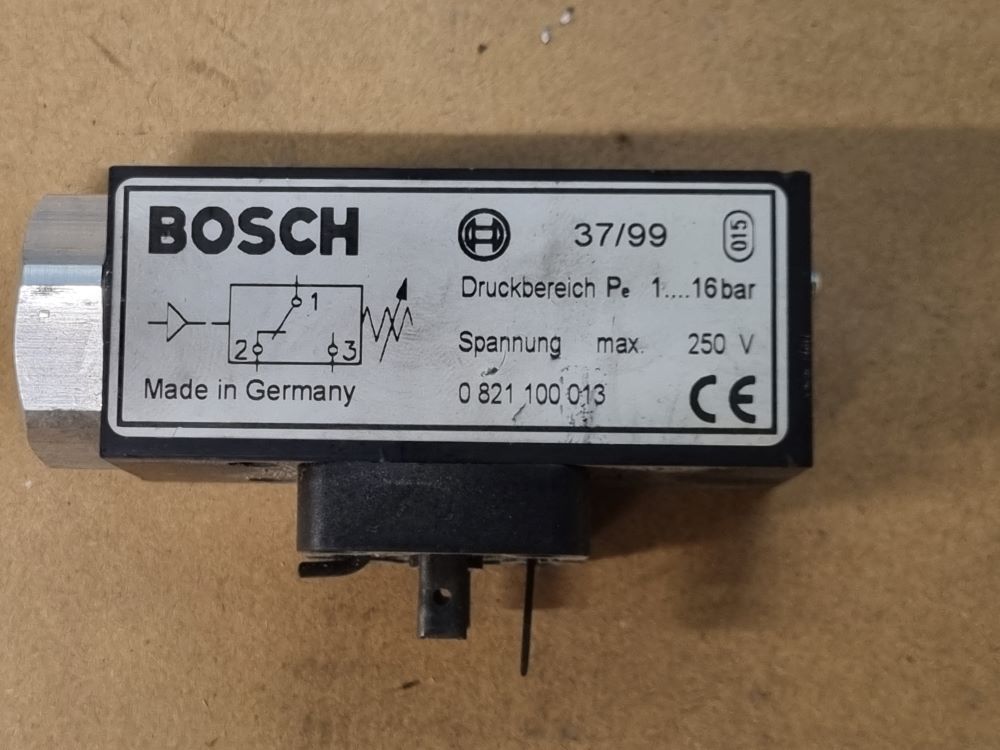 BOSCH
37/99
015
Druckbereich Pe 1....16 bar
1
2
3
Spannung max. 250 V
Made in Germany
0 821 100 013
CE